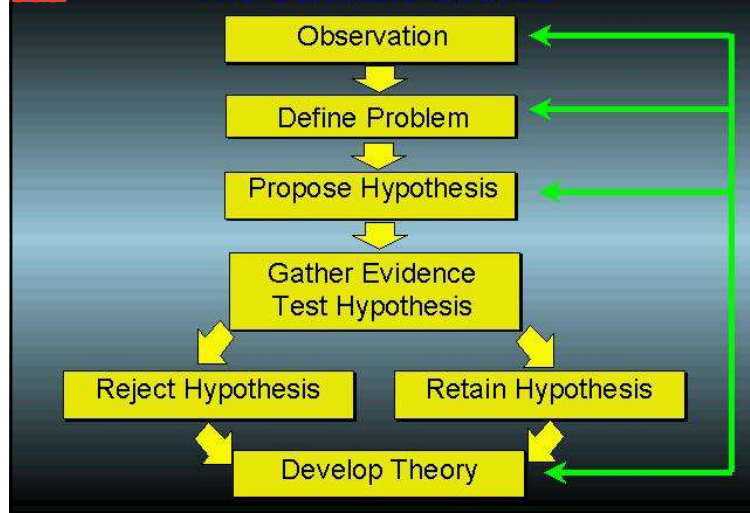 Observation
Define Problem
Propose Hypothesis
Gather Evidence
Test Hypothesis
Reject Hypothesis
Retain Hypothesis
Develop Theory